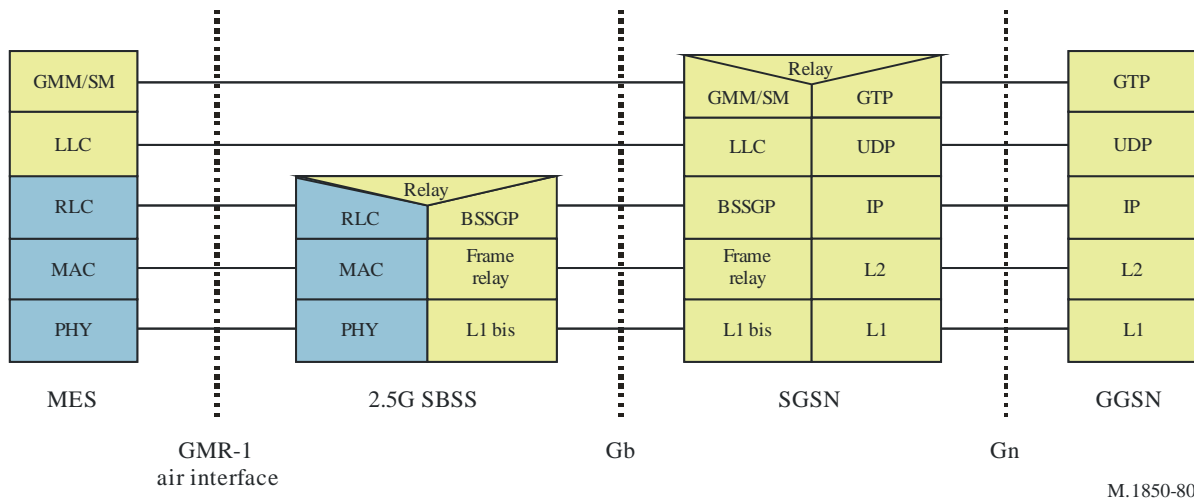 Relay
GMM/SM
GMM/SM
GTP
GTP
LLC
LLC
UDP
UDP
Relay
RLC
RLC
BSSGP
BSSGP
IP
IP
MAC
MAC
Frame
relay
Frame
relay
L2
L2
PHY
PHY
L1 bis
L1 bis
L1
L1
MES
2.5G SBSS
SGSN
GGSN
GMR-1
air interface
Gb
Gn
M.1850-80